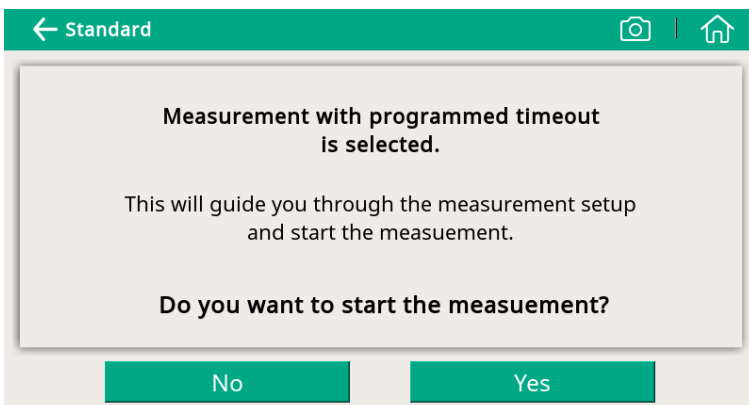 Standard
Measurement with programmed timeout
is selected.
This will guide you through the measurement setup
and start the measuement.
Do you want to start the measuement?
No
Yes